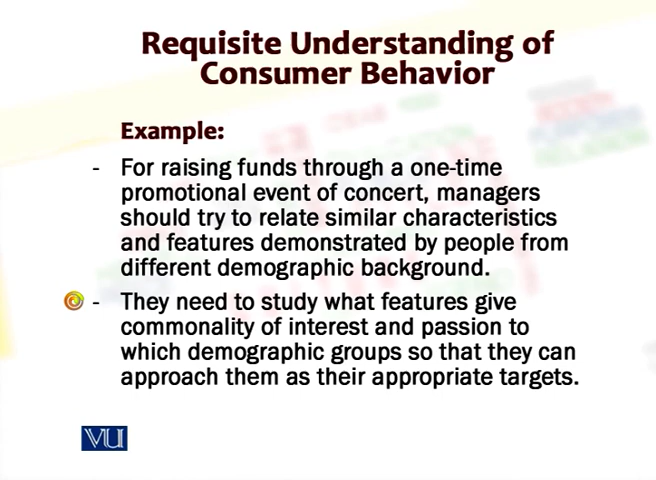 Requisite Understanding of
Consumer Behavior
Example:
- For raising funds through a one-time
promotional event of concert, managers
should try to relate similar characteristics
and features demonstrated by people from
different demographic background.
- They need to study what features give
commonality of interest and passion to
which demographic groups so that they can
approach them as their appropriate targets.
VU